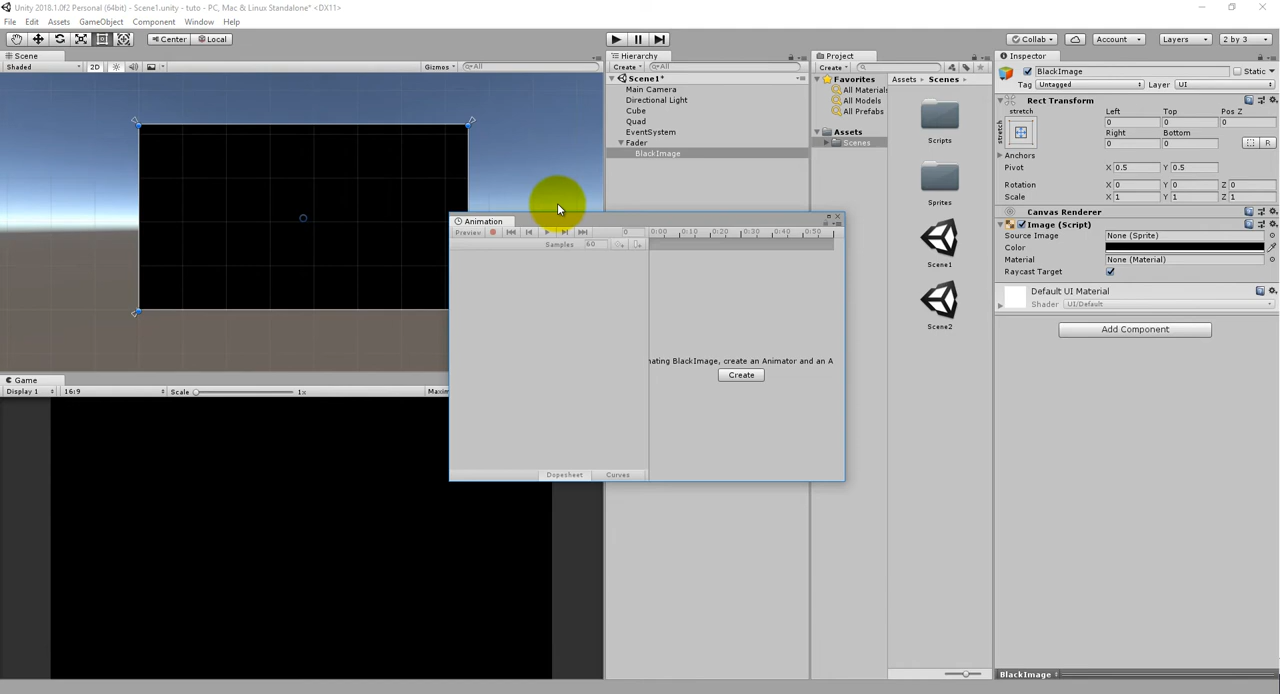 Unity 2018.1.0f2 Personal (64bit) - Scene1.unity - tuto - PC, Mac & Linux Standalone* <DX11>
File Edit Assets GameObject Component Window Help
Center Local
Collab Account Layers 2 by 3
Scene
Shaded 2D Gizmos All
Hierarchy
Create All
Scene1*
Main Camera
Directional Light
Cube
Quad
EventSystem
Fader
BlackImage
Project
Create
Favorites
All Materials
All Models
All Prefabs
Assets
Scenes
Assets Scenes
Scripts
Sprites
Scene1
Scene2
Inspector
BlackImage Static
Tag Untagged Layer UI
Rect Transform
stretch Left Top Pos Z
stretch 0 0 0
Right Bottom
0 0 R
Anchors
Pivot X 0.5 Y 0.5
Rotation X 0 Y 0 Z 0
Scale X 1 Y 1 Z 1
Canvas Renderer
Image (Script)
Source Image None (Sprite)
Color
Material None (Material)
Raycast Target
Default UI Material
Shader UI/Default
Add Component
BlackImage
Animation
Preview 0 0:00 0:10 0:20 0:30 0:40 0:50
Samples 60
nating BlackImage, create an Animator and an A
Create
Dopesheet Curves
Game
Display 1 16:9 Scale 1x Maxim